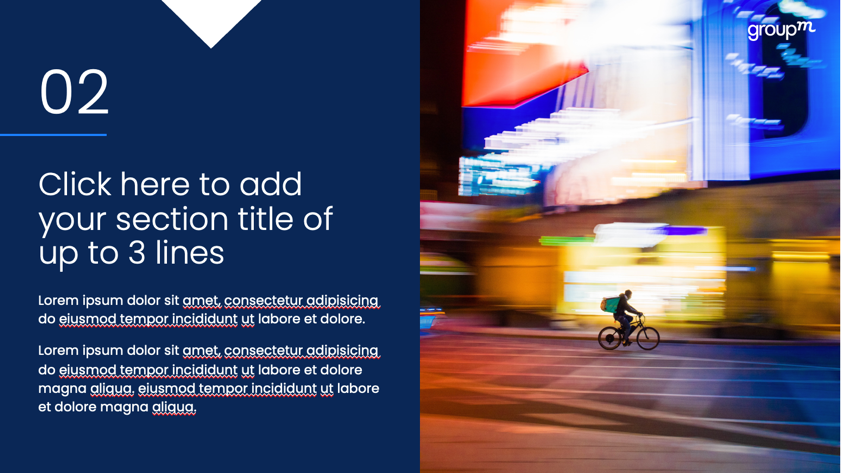 groupm
02
Click here to add
your section title of
up to 3 lines
Lorem ipsum dolor sit amet, consectetur adipisicing
do eiusmod tempor incididunt ut labore et dolore.
Lorem ipsum dolor sit amet, consectetur adipisicing
do eiusmod tempor incididunt ut labore et dolore
magna aliqua. eiusmod tempor incididunt ut labore
et dolore magna aliqua.